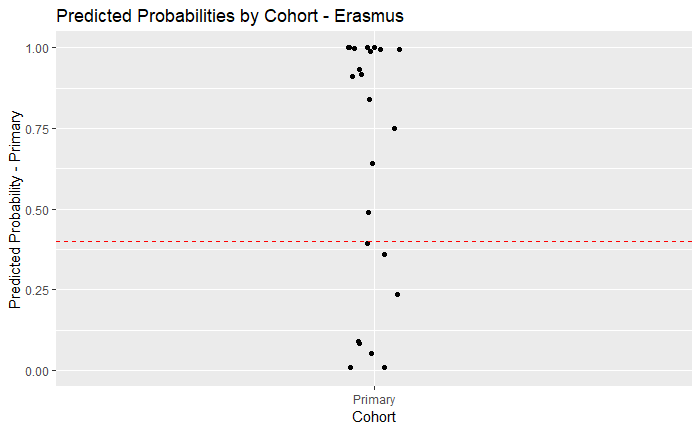 Predicted Probabilities by Cohort - Erasmus
Predicted Probability - Primary
1.00
0.75
0.50
0.25
0.00
Primary
Cohort